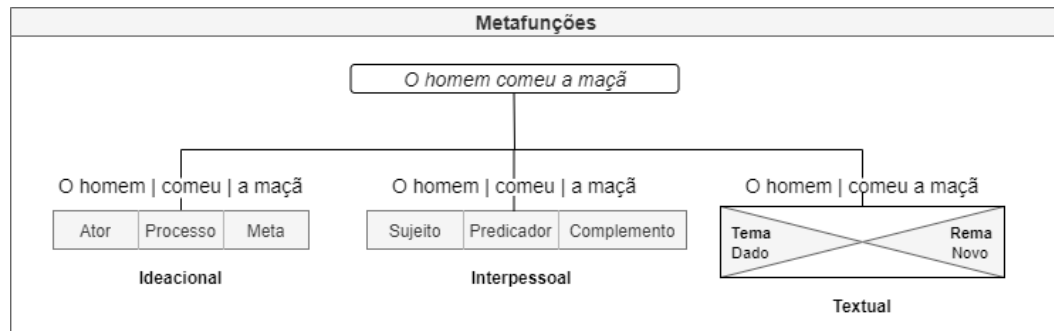 Metafunções
O homem comeu a maçã
O homem | comeu | a maçã
Ator Processo Meta
Ideacional
O homem | comeu | a maçã
Sujeito Predicador Complemento
Interpessoal
O homem | comeu a maçã
Tema Rema
Dado Novo
Textual